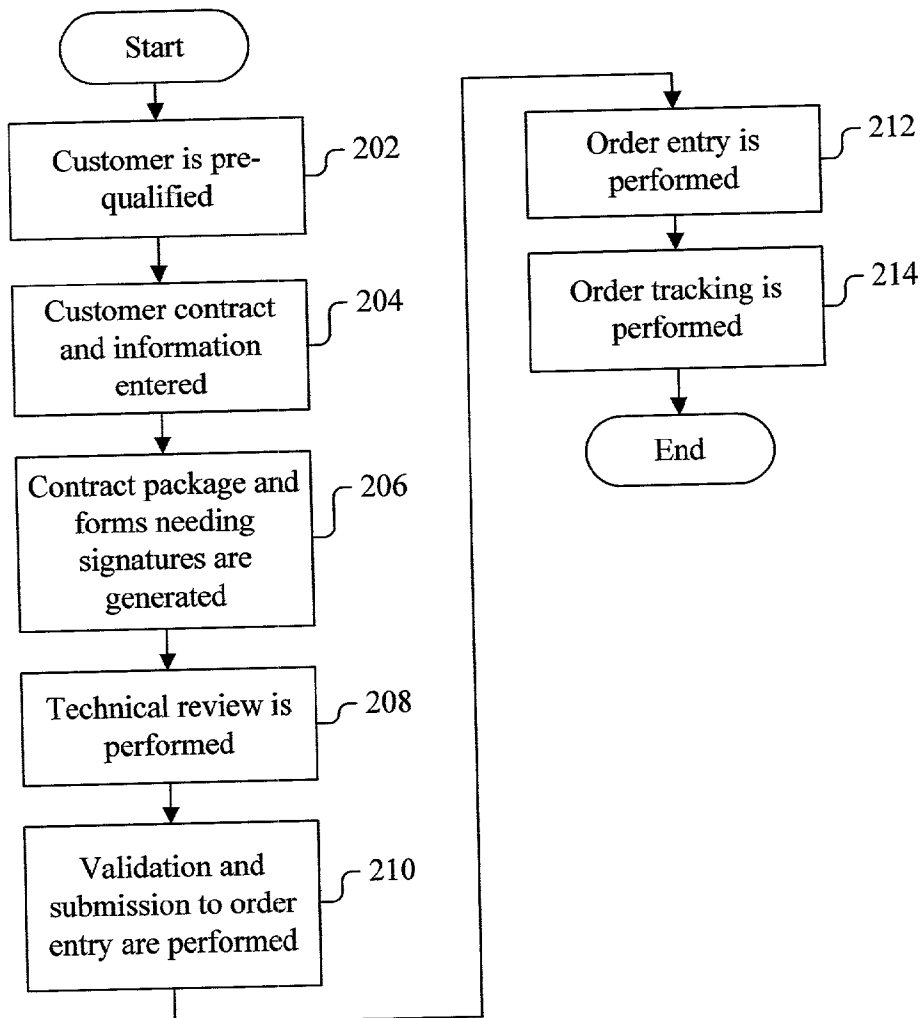 Start
Customer is pre-
qualified
202
Customer contract
and information
entered
204
Contract package and
forms needing
signatures are
generated
206
Technical review is
performed
208
Validation and
submission to order
entry are performed
210
Order entry is
performed
212
Order tracking is
performed
214
End